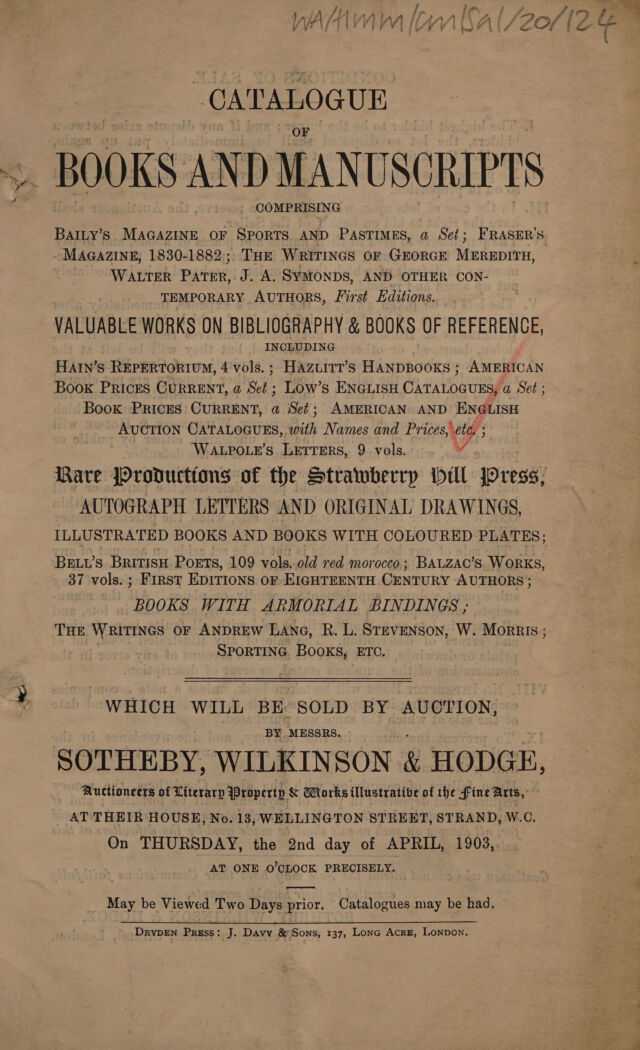 WA/HMM/CM/Sal/20/124
CATALOGUE
OF
BOOKS AND MANUSCRIPTS
COMPRISING
BAILY'S MAGAZINE OF SPORTS AND PASTIMES, a Set; FRASER'S
MAGAZINE, 1830-1882; THE WRITINGS OF GEORGE MEREDITH,
WALTER PATER, J. A. SYMONDS, AND OTHER CON-
TEMPORARY AUTHORS, First Editions.
VALUABLE WORKS ON BIBLIOGRAPHY & BOOKS OF REFERENCE,
INCLUDING
HAIN'S REPERTORIUM, 4 vols.; HAZLITT'S HANDBOOKS; AMERICAN
BOOK PRICES CURRENT, a Set; LOW'S ENGLISH CATALOGUES, a Set;
BOOK PRICES CURRENT, a Set; AMERICAN AND ENGLISH
AUCTION CATALOGUES, with Names and Prices, etc.;
WALPOLE'S LETTERS, 9 vols.
Rare Productions of the Strawberry Hill Press,
AUTOGRAPH LETTERS AND ORIGINAL DRAWINGS,
ILLUSTRATED BOOKS AND BOOKS WITH COLOURED PLATES;
BELL'S BRITISH POETS, 109 vols. old red morocco; BALZAC'S WORKS,
37 vols.; FIRST EDITIONS OF EIGHTEENTH CENTURY AUTHORS;
BOOKS WITH ARMORIAL BINDINGS;
THE WRITINGS OF ANDREW LANG, R. L. STEVENSON, W. MORRIS;
SPORTING BOOKS, ETC.
WHICH WILL BE SOLD BY AUCTION,
BY MESSRS.
SOTHEBY, WILKINSON & HODGE,
Auctioneers of Literary Property & Works illustrative of the Fine Arts,
AT THEIR HOUSE, No. 13, WELLINGTON STREET, STRAND, W.C.
On THURSDAY, the 2nd day of APRIL, 1903,
AT ONE O'CLOCK PRECISELY.
May be Viewed Two Days prior. Catalogues may be had.
DRYDEN PRESS: J. DAVY & SONS, 137, LONG ACRE, LONDON.